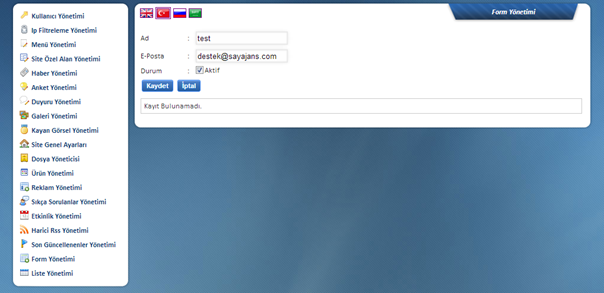 Kullanıcı Yönetimi
Ip Filtreleme Yönetimi
Menü Yönetimi
Site Özel Alan Yönetimi
Haber Yönetimi
Anket Yönetimi
Duyuru Yönetimi
Galeri Yönetimi
Kayan Görsel Yönetimi
Site Genel Ayarları
Dosya Yöneticisi
Ürün Yönetimi
Reklam Yönetimi
Sıkça Sorulanlar Yönetimi
Etkinlik Yönetimi
Harici Rss Yönetimi
Son Güncellenenler Yönetimi
Form Yönetimi
Liste Yönetimi
Form Yönetimi
Ad : test
E-Posta : destek@sayajans.com
Durum : Aktif
Kaydet İptal
Kayıt Bulunamadı.